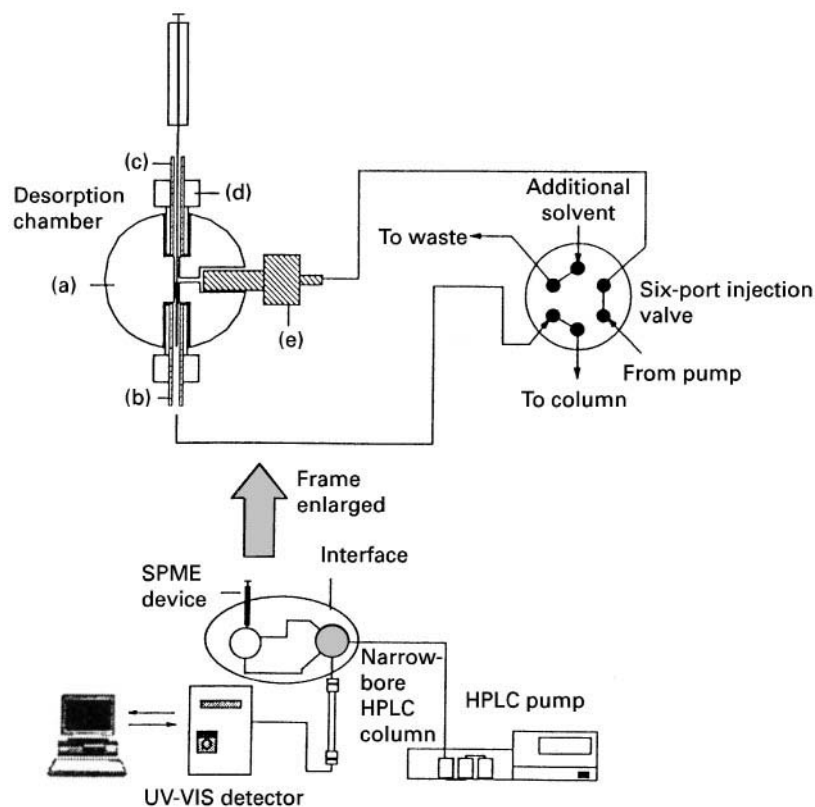 (c)
(d)
Desorption
chamber
(a)
(e)
(b)
Additional
solvent
To waste
Six-port injection
valve
From pump
To column
Frame
enlarged
Interface
SPME
device
Narrow-
bore
HPLC
column
HPLC pump
UV-VIS detector